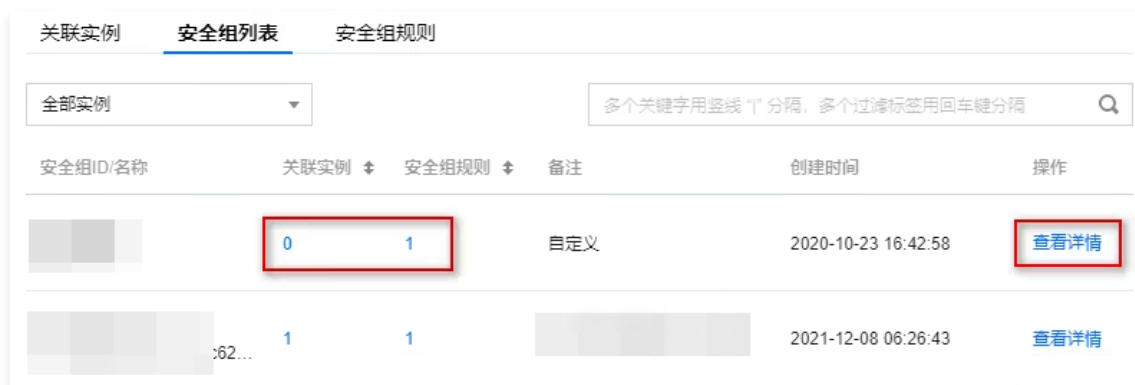 关联实例 安全组列表 安全组规则
全部实例 多个关键字用竖线 "|" 分隔，多个过滤标签用回车键分隔
安全组ID/名称 关联实例 安全组规则 备注 创建时间 操作
0 1 自定义 2020-10-23 16:42:58 查看详情
1 1 2021-12-08 06:26:43 查看详情
c62...